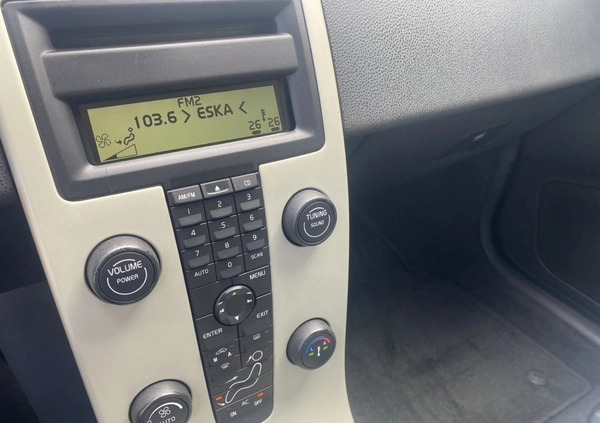 FM2
103.6 > ESKA <
26 26
AM/FM CD
1 2 3
4 5 6
7 8 9
AUTO 0 SCAN
TUNING
SOUND
VOLUME
POWER
MENU
ENTER EXIT
M A
ON AC OFF
AUTO